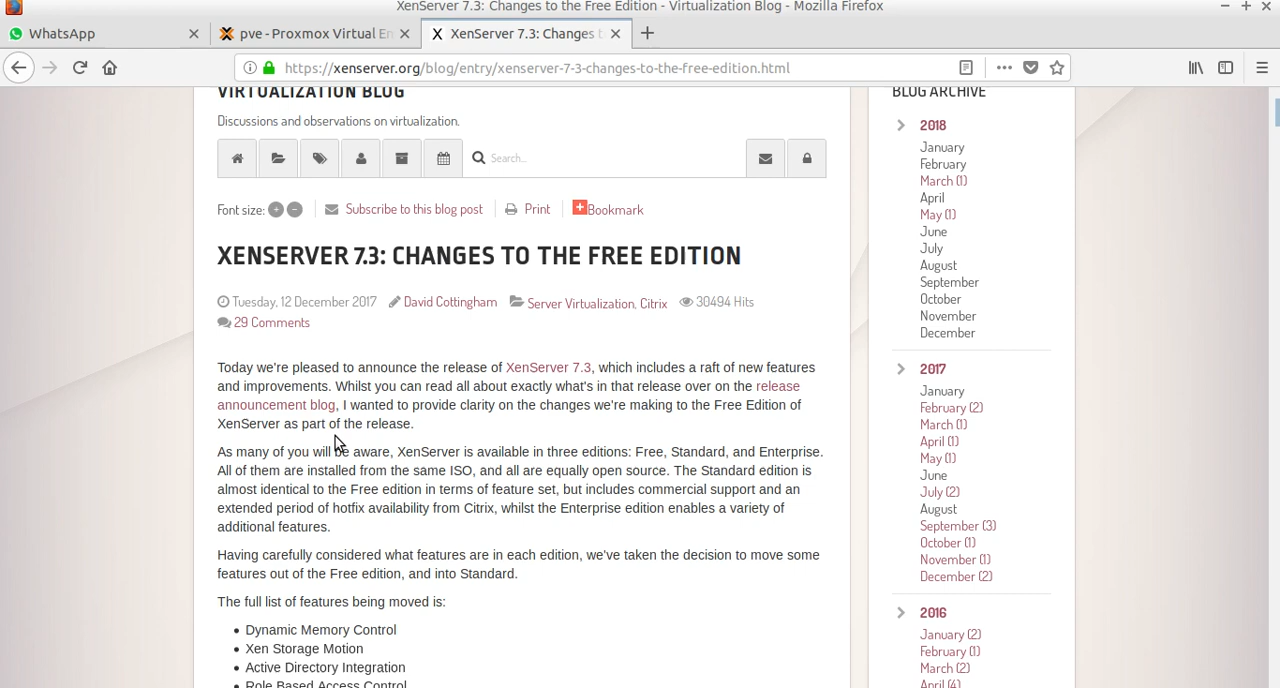 XenServer 7.3: Changes to the Free Edition - Virtualization Blog - Mozilla Firefox
WhatsApp
pve - Proxmox Virtual En
XenServer 7.3: Changes t
https://xenserver.org/blog/entry/xenserver-7-3-changes-to-the-free-edition.html
VIRTUALIZATION BLOG
Discussions and observations on virtualization.
Search...
Font size:
Subscribe to this blog post
Print
Bookmark
XENSERVER 7.3: CHANGES TO THE FREE EDITION
Tuesday, 12 December 2017 David Cottingham Server Virtualization, Citrix 30494 Hits
29 Comments
Today we're pleased to announce the release of XenServer 7.3, which includes a raft of new features
and improvements. Whilst you can read all about exactly what's in that release over on the release
announcement blog, I wanted to provide clarity on the changes we're making to the Free Edition of
XenServer as part of the release.
As many of you will be aware, XenServer is available in three editions: Free, Standard, and Enterprise.
All of them are installed from the same ISO, and all are equally open source. The Standard edition is
almost identical to the Free edition in terms of feature set, but includes commercial support and an
extended period of hotfix availability from Citrix, whilst the Enterprise edition enables a variety of
additional features.
Having carefully considered what features are in each edition, we've taken the decision to move some
features out of the Free edition, and into Standard.
The full list of features being moved is:
• Dynamic Memory Control
• Xen Storage Motion
• Active Directory Integration
• Role Based Access Control
BLOG ARCHIVE
2018
January
February
March (1)
April
May (1)
June
July
August
September
October
November
December
2017
January
February (2)
March (1)
April (1)
May (1)
June
July (2)
August
September (3)
October (1)
November (1)
December (2)
2016
January (2)
February (1)
March (2)
April (4)